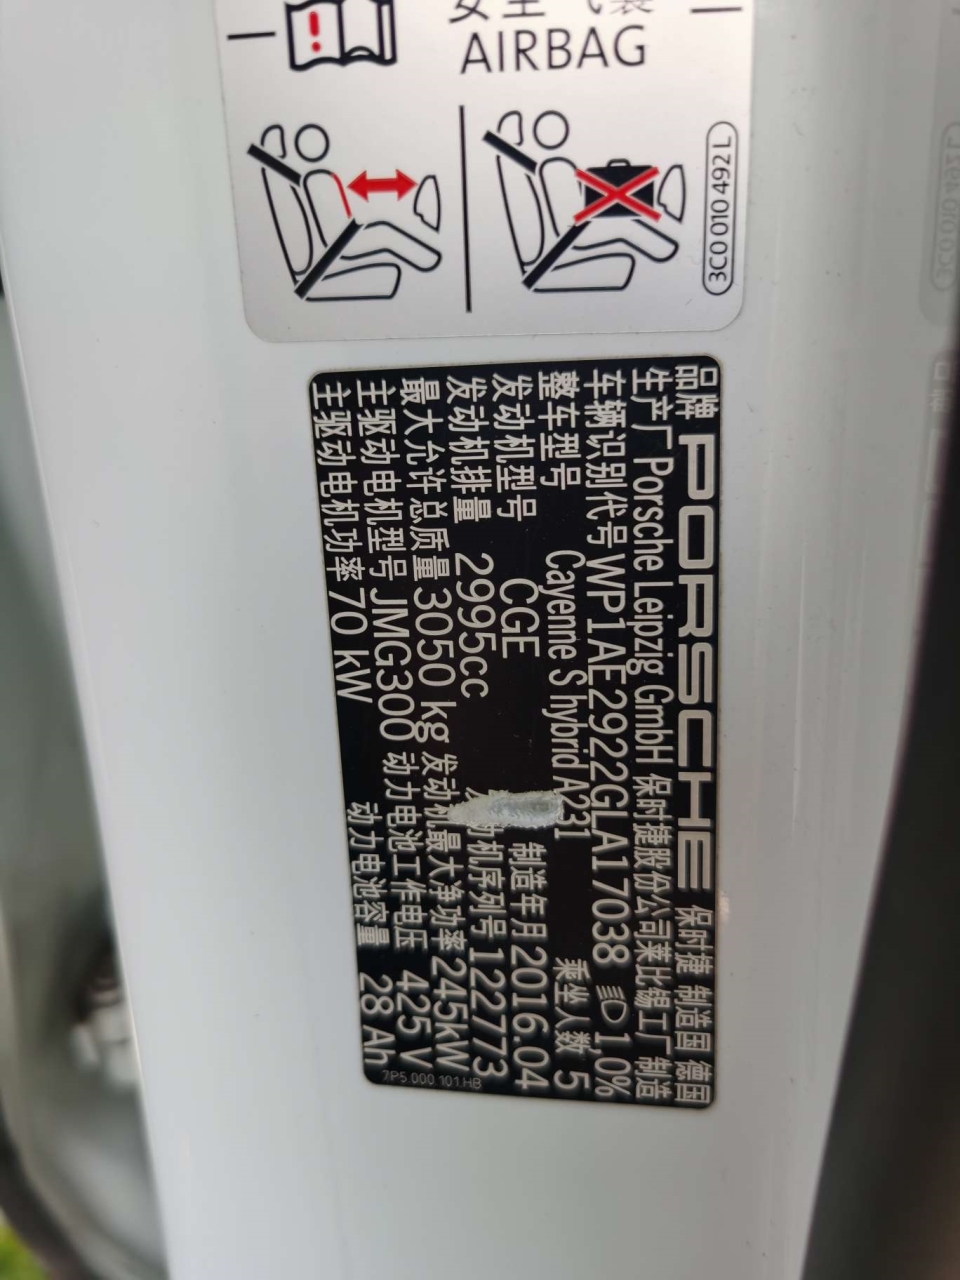 AIRBAG
3C0 010 492 L
品牌 PORSCHE 保时捷 制造国 德国
生产厂 Porsche Leipzig GmbH 保时捷股份公司莱比锡工厂 制造
车辆识别代号 WP1AE2922GLA17038 1.0%
整车型号 Cayenne S hybrid A231 乘坐人数 5
发动机型号 CGE 制造年月 2016.04
发动机排量 2995cc 动机序列号 122773
最大允许总质量 3050 kg 发动机最大净功率 245kW
主驱动电机型号 JMG300 动力电池工作电压 425 V
主驱动电机功率 70 kW 动力电池容量 28 Ah
7P5.000.101.HB